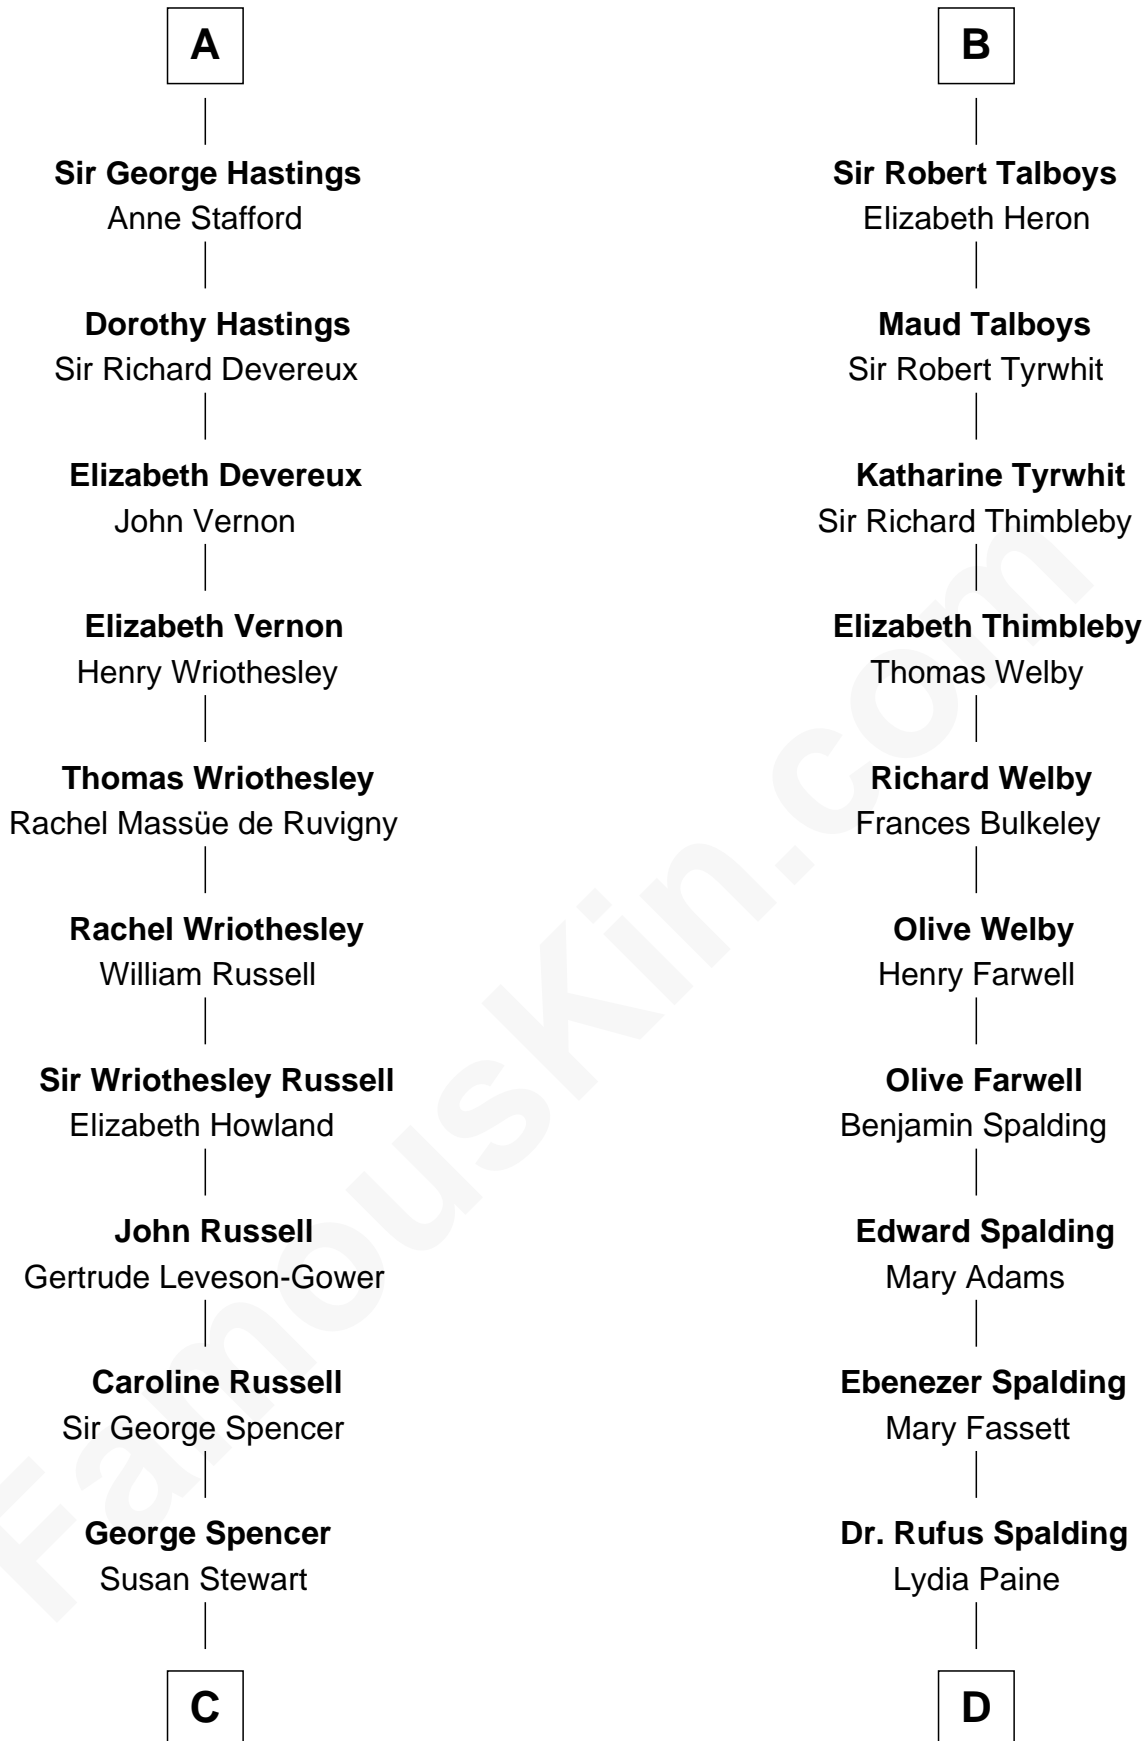 A
Sir George Hastings
Anne Stafford
Dorothy Hastings
Sir Richard Devereux
Elizabeth Devereux
John Vernon
Elizabeth Vernon
Henry Wriothesley
Thomas Wriothesley
Rachel Massüe de Ruvigny
Rachel Wriothesley
William Russell
Sir Wriothesley Russell
Elizabeth Howland
John Russell
Gertrude Leveson-Gower
Caroline Russell
Sir George Spencer
George Spencer
Susan Stewart
C
B
Sir Robert Talboys
Elizabeth Heron
Maud Talboys
Sir Robert Tyrwhit
Katharine Tyrwhit
Sir Richard Thimbleby
Elizabeth Thimbleby
Thomas Welby
Richard Welby
Frances Bulkeley
Olive Welby
Henry Farwell
Olive Farwell
Benjamin Spalding
Edward Spalding
Mary Adams
Ebenezer Spalding
Mary Fassett
Dr. Rufus Spalding
Lydia Paine
D
FamousKin.com